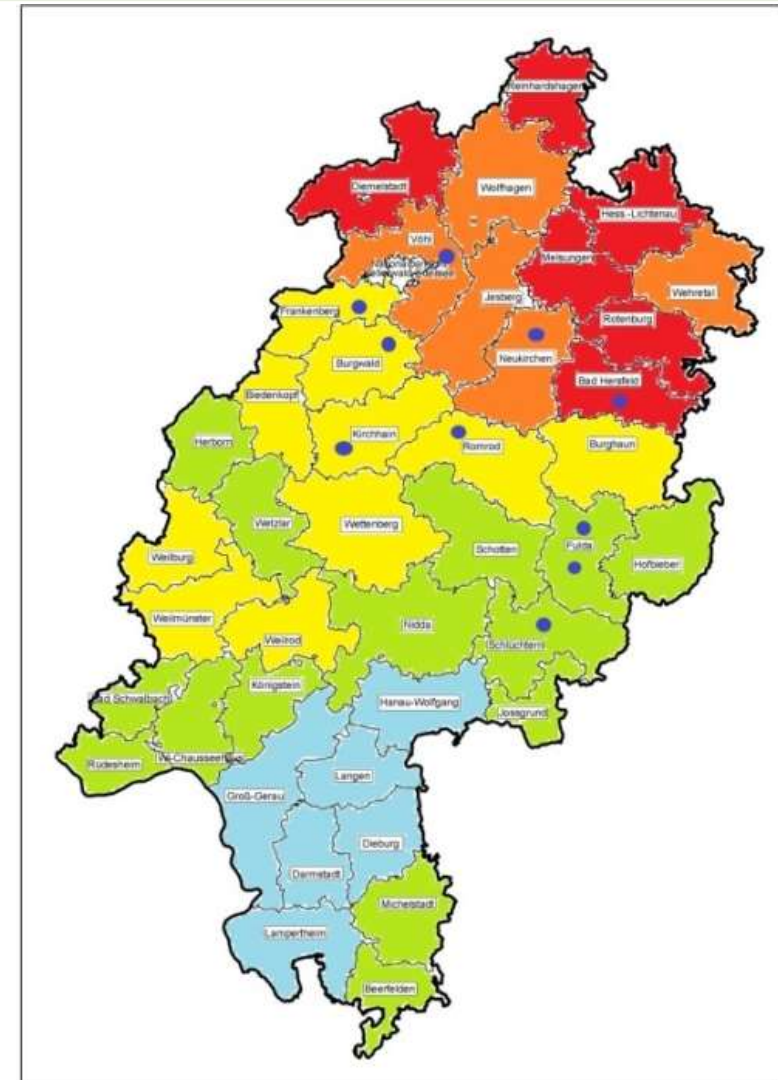 Reinhardshagen
Diemelstadt
Wolfhagen
Hess.-Lichtenau
Vöhl
Melsungen
Wehretal
Jesberg
Frankenberg
Rotenburg
Neukirchen
Burgwald
Bad Hersfeld
Biedenkopf
Kirchhain
Herborn
Romrod
Burghaun
Wetzlar
Wettenberg
Schotten
Fulda
Weilburg
Hofbieber
Weilmünster
Nidda
Weilrod
Schlüchtern
Königstein
Bad Schwalbach
Hanau-Wolfgang
Jossgrund
Rüdesheim
Langen
Groß-Gerau
Dieburg
Darmstadt
Michelstadt
Lampertheim
Beerfelden